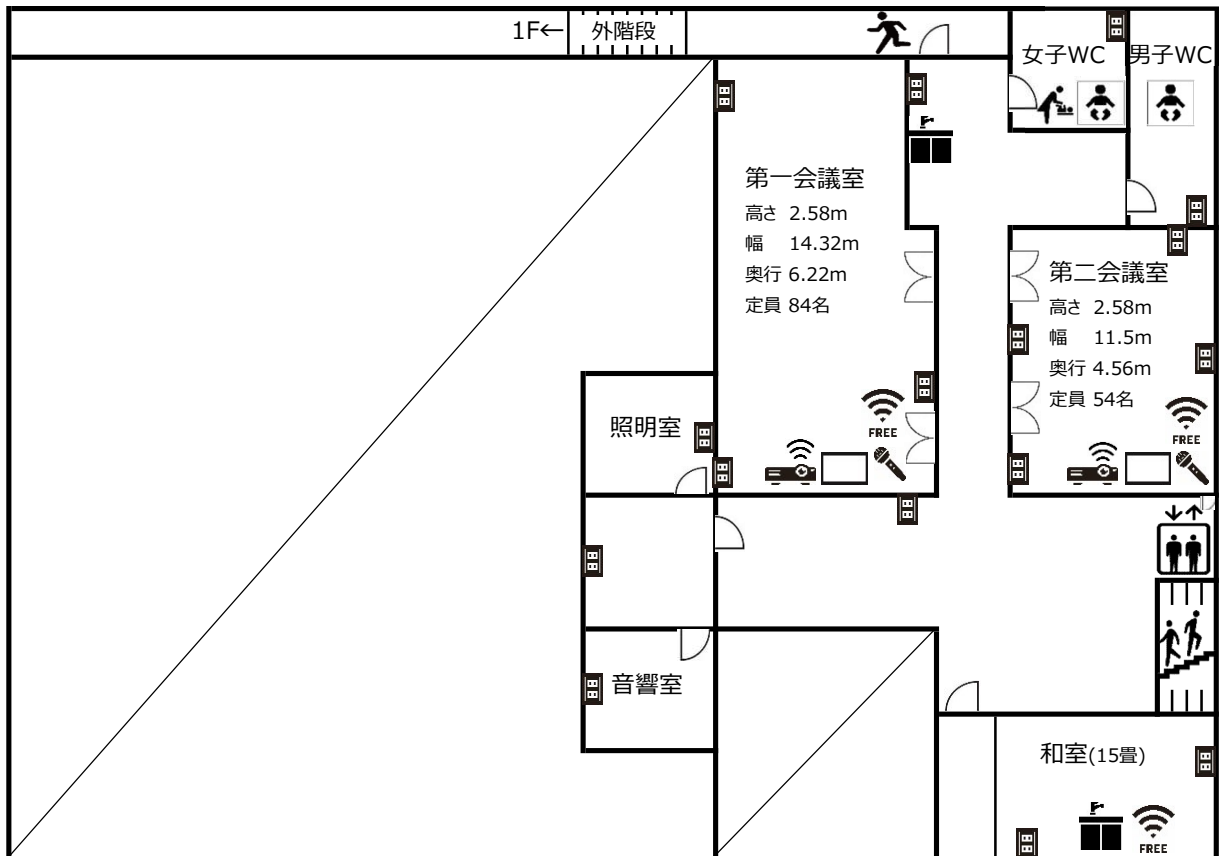 1F← 外階段
女子WC
男子WC
第一会議室
高さ 2.58m
幅 14.32m
奥行 6.22m
定員 84名
第二会議室
高さ 2.58m
幅 11.5m
奥行 4.56m
定員 54名
照明室
FREE
FREE
音響室
和室(15畳)
FREE